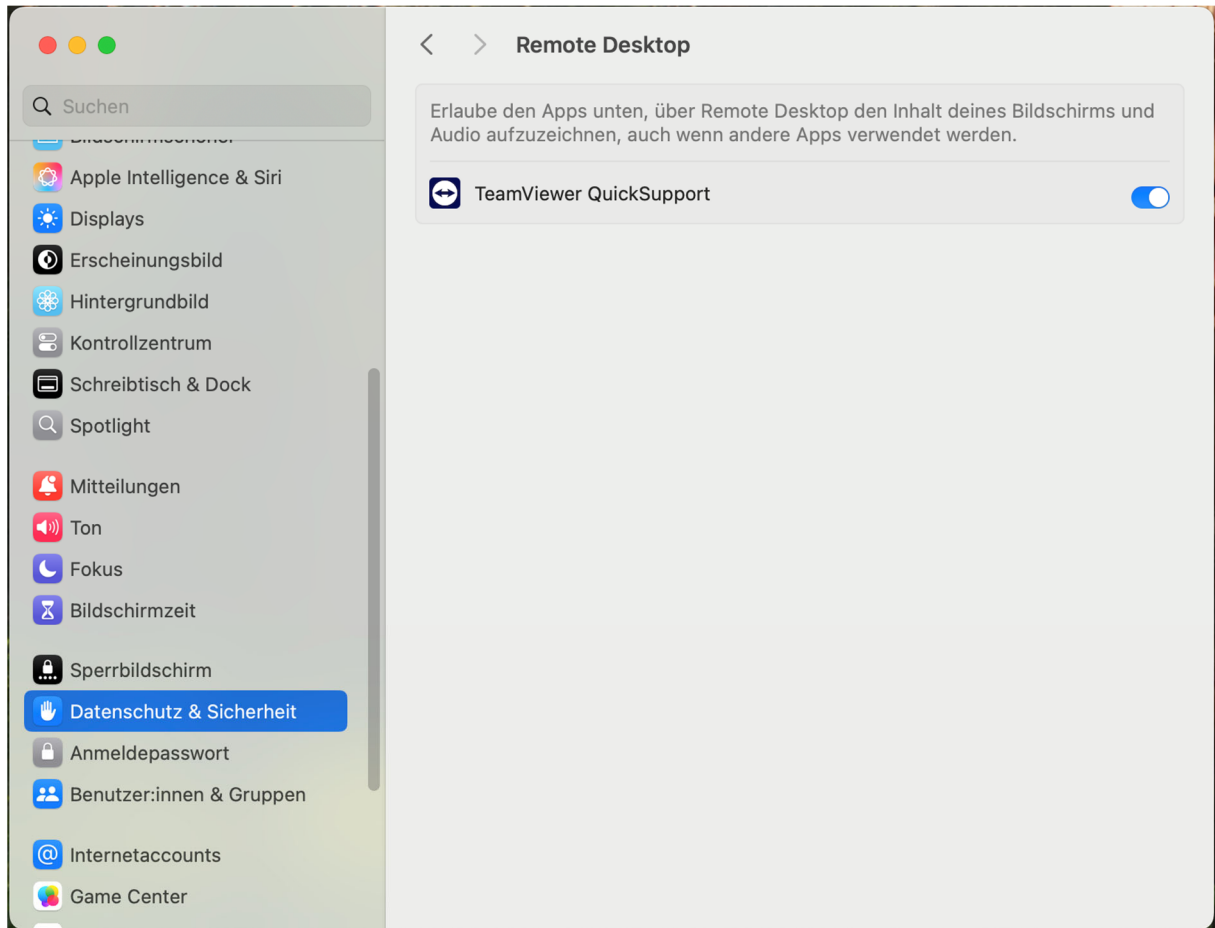 Remote Desktop
Suchen
Erlaube den Apps unten, über Remote Desktop den Inhalt deines Bildschirms und
Audio aufzuzeichnen, auch wenn andere Apps verwendet werden.
TeamViewer QuickSupport
Apple Intelligence & Siri
Displays
Erscheinungsbild
Hintergrundbild
Kontrollzentrum
Schreibtisch & Dock
Spotlight
Mitteilungen
Ton
Fokus
Bildschirmzeit
Sperrbildschirm
Datenschutz & Sicherheit
Anmeldepasswort
Benutzer:innen & Gruppen
Internetaccounts
Game Center